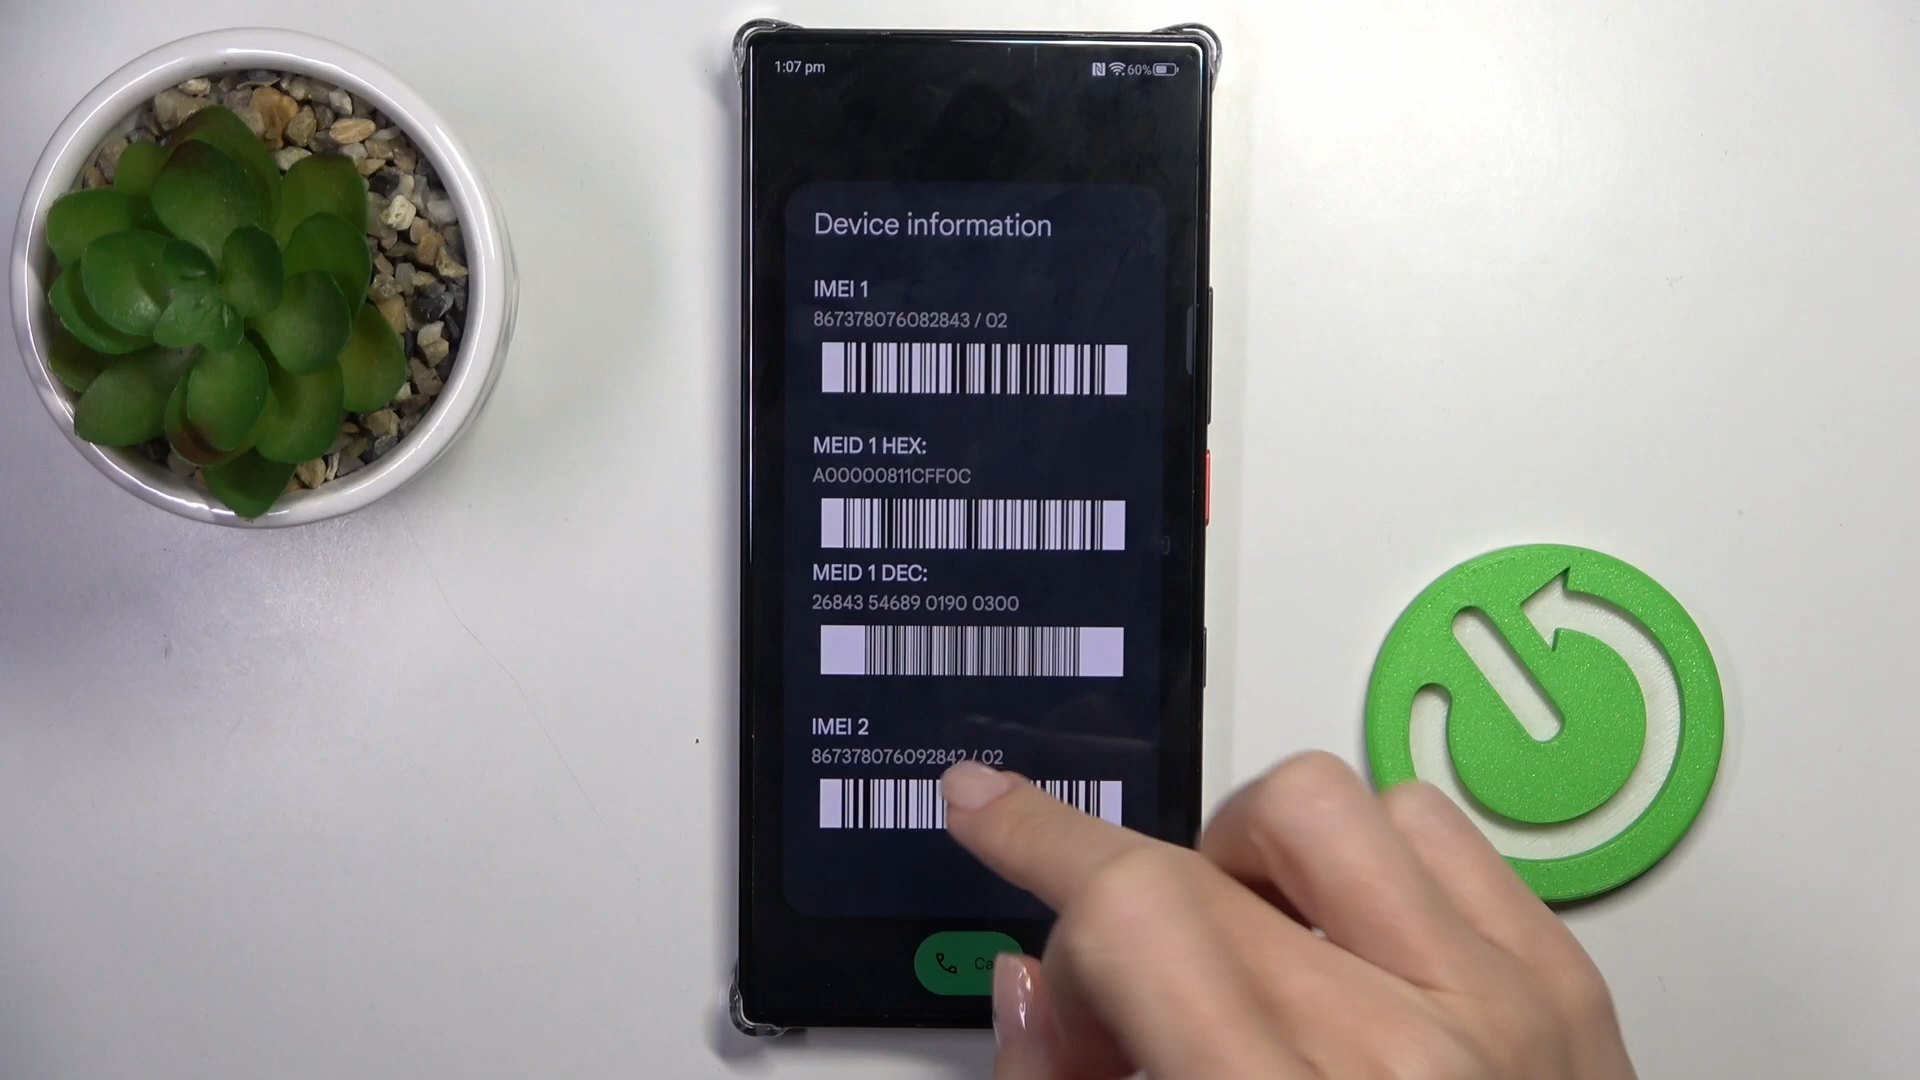 1:07 pm
60%
Device information
IMEI 1
867378076082843 / 02
MEID 1 HEX:
A00000811CFF0C
MEID 1 DEC:
26843 54689 0190 0300
IMEI 2
867378076092842 / 02